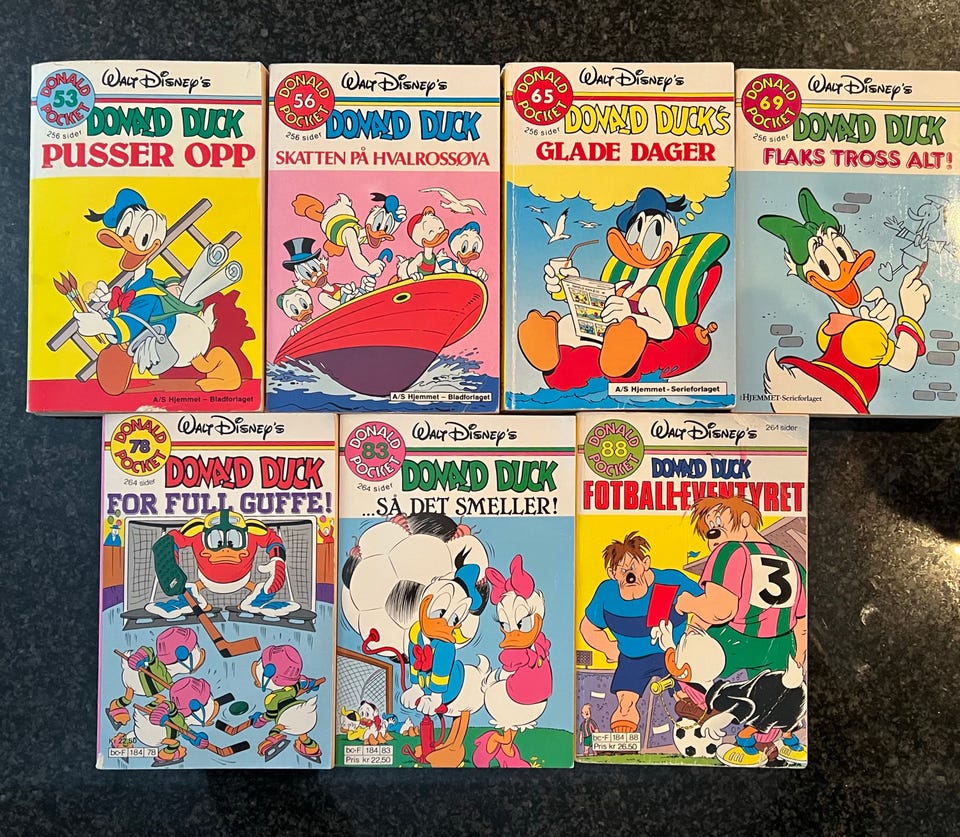 DONALD
53
POCKET
256 sider
WALT DISNEY'S
DONALD DUCK
PUSSER OPP
A/S Hjemmet – Bladforlaget
DONALD
56
POCKET
256 sider
WALT DISNEY'S
DONALD DUCK
SKATTEN PÅ HVALROSSØYA
A/S Hjemmet – Bladforlaget
DONALD
65
POCKET
256 sider
WALT DISNEY'S
DONALD DUCK'S
GLADE DAGER
A/S Hjemmet - Serieforlaget
DONALD
69
POCKET
256 sider
WALT DISNEY'S
DONALD DUCK
FLAKS TROSS ALT!
HJEMMET-Serieforlaget
DONALD
78
POCKET
264 sider
WALT DISNEY'S
DONALD DUCK
FOR FULL GUFFE!
Kr 22,50
bc-F 184 78
DONALD
83
POCKET
264 sider
WALT DISNEY'S
DONALD DUCK
...SÅ DET SMELLER!
bc-F 184 83
Pris kr 22,50
DONALD
88
POCKET
WALT DISNEY'S
264 sider
DONALD DUCK
FOTBALL-EVENTYRET
3
bc-F 184 88
Pris kr 26.50